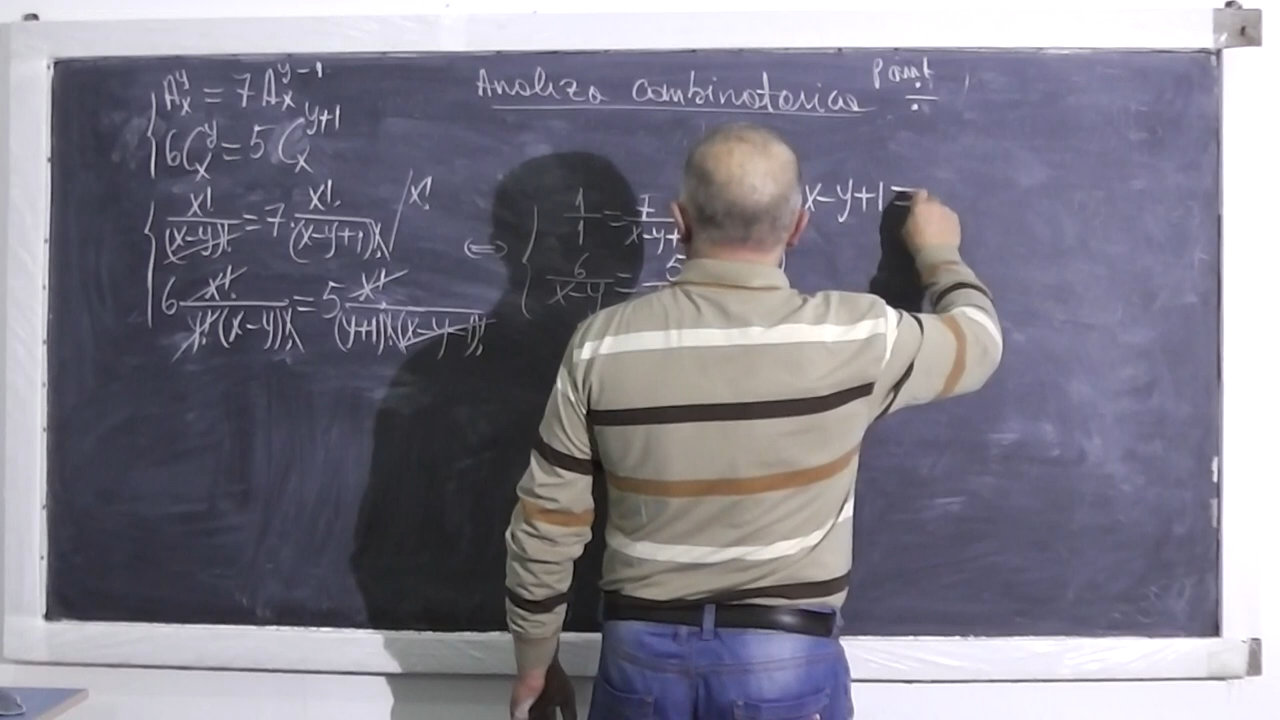 Analiza combinatorica
A_x^y = 7 A_x^{y-1}
6 C_x^y = 5 C_x^{y+1}
x!/(x-y)! = 7 · x!/(x-y+1)! / x!
6 x!/(y!(x-y)!) = 5 x!/((y+1)!(x-y-1)!)
⇔
1/1 = 7/(x-y+
6/(x-y) = 5
x-y+1 =